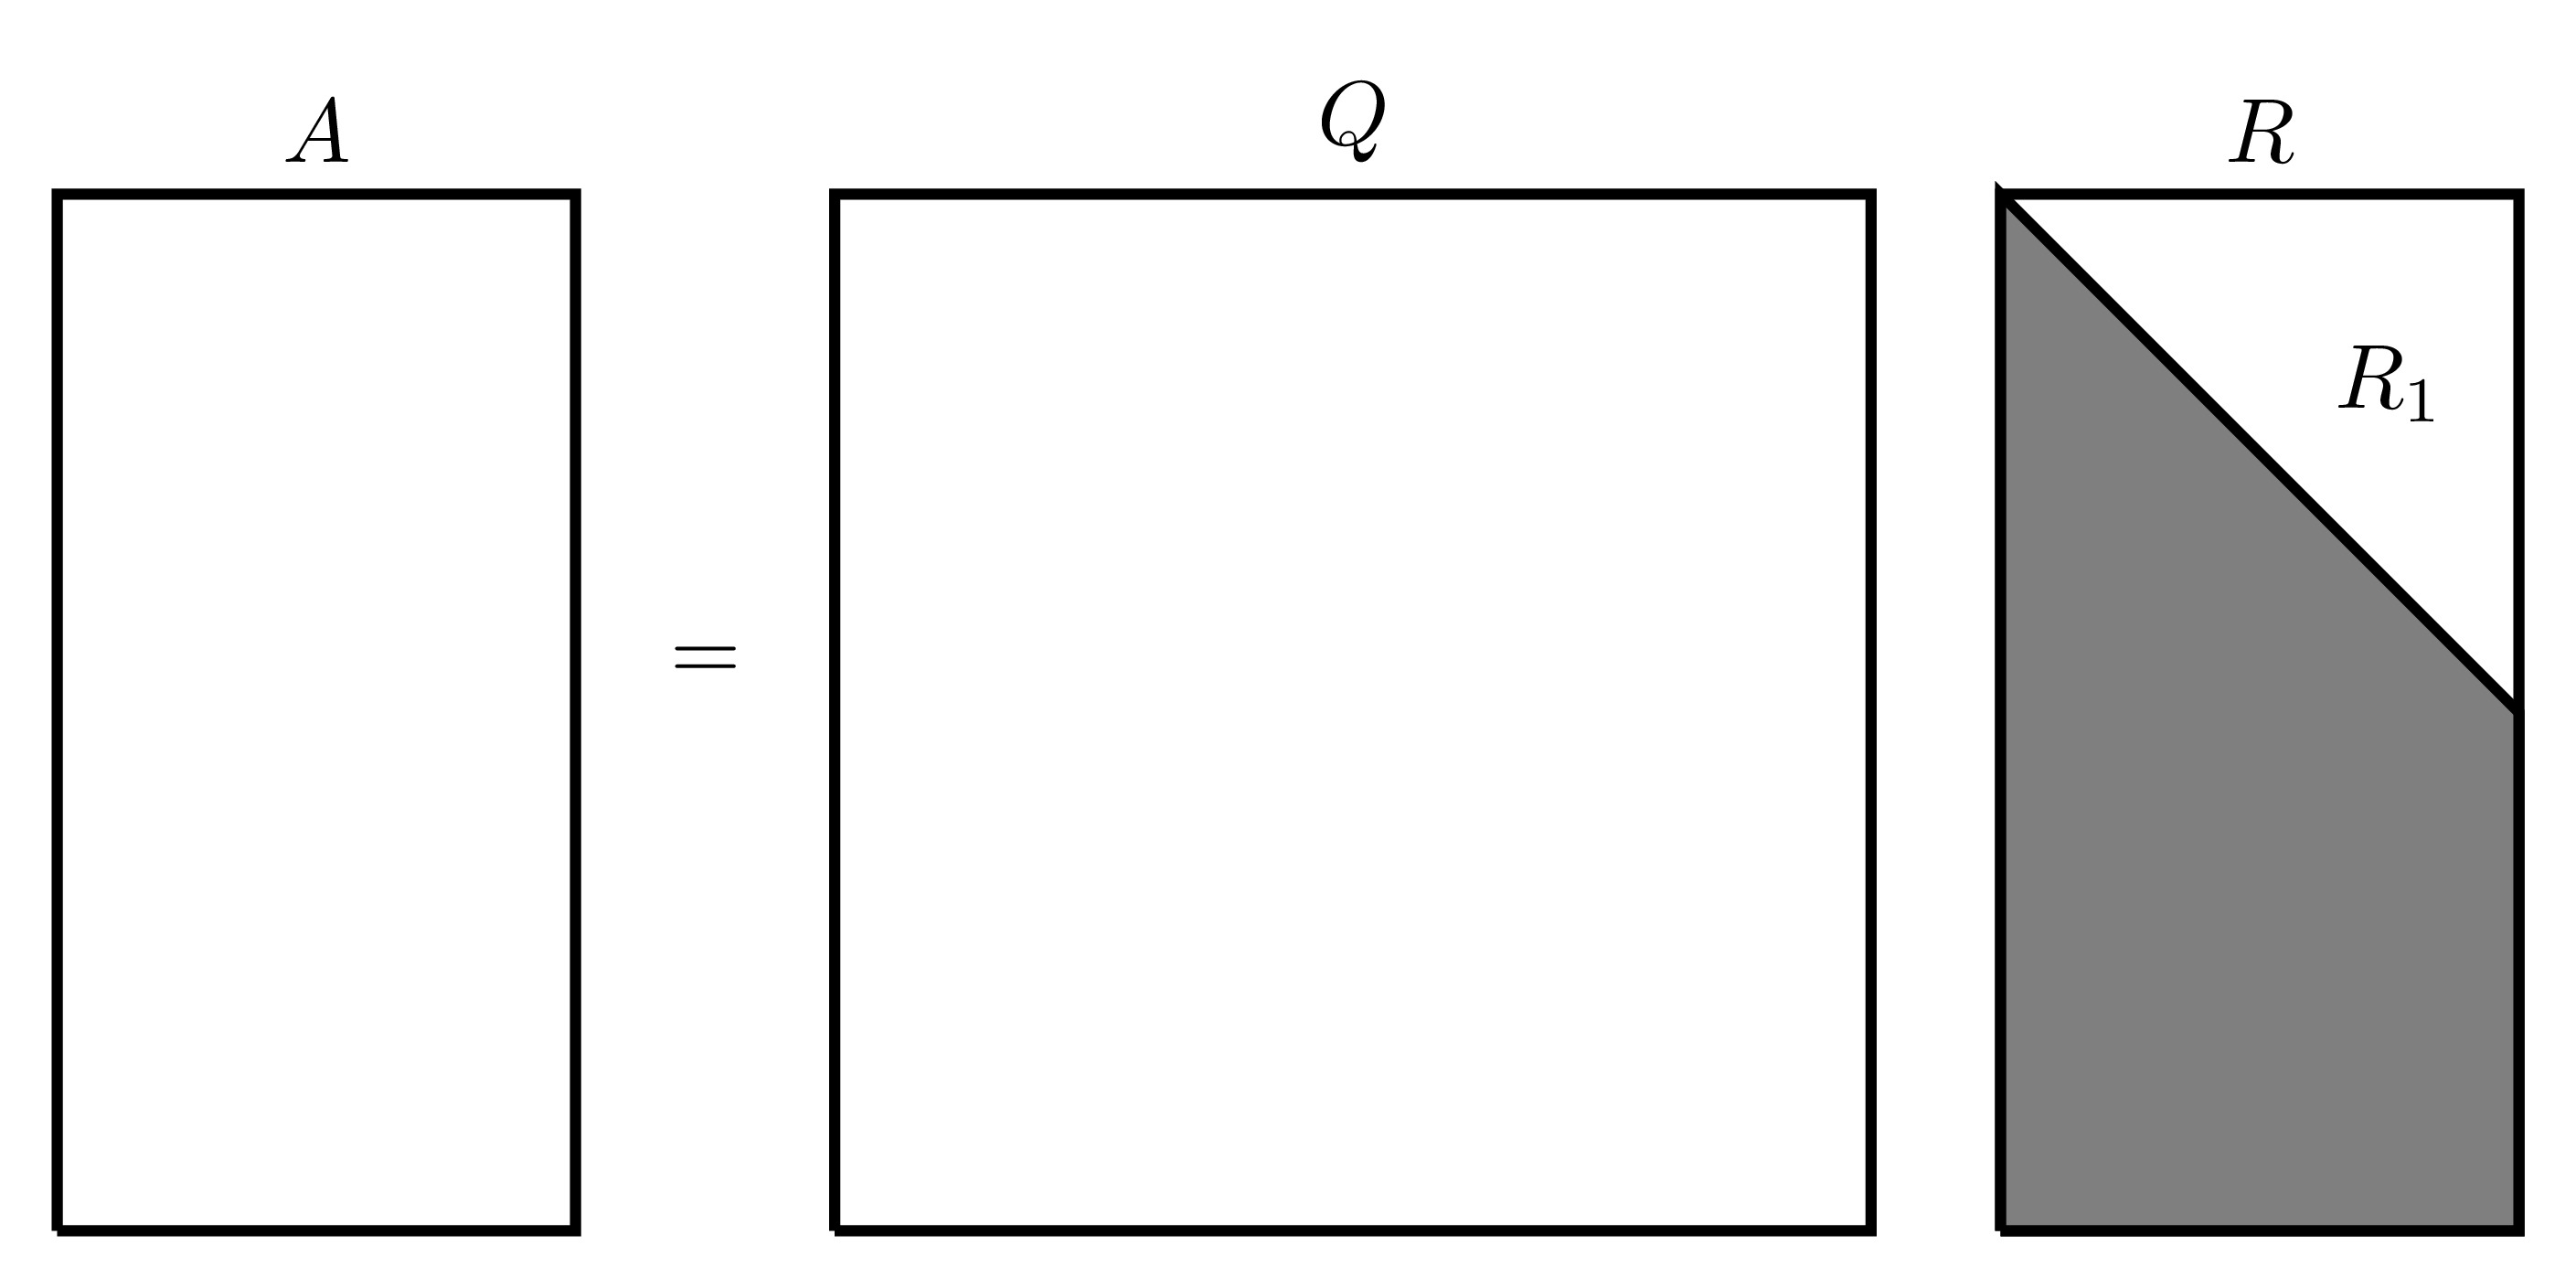 A
Q
R
R₁
=